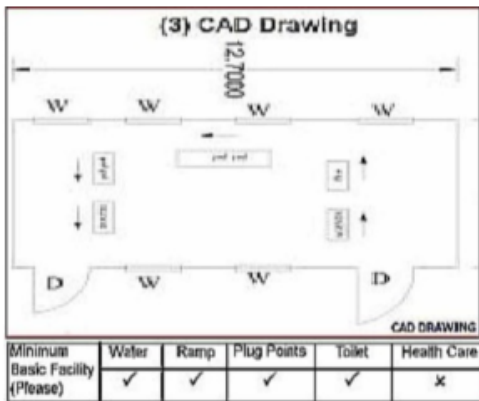 (3) CAD Drawing
12.7000
W W W W
D W W D
CAD DRAWING
Minimum Basic Facility (Please) Water Ramp Plug Points Toilet Health Care
✓ ✓ ✓ ✓ ✗